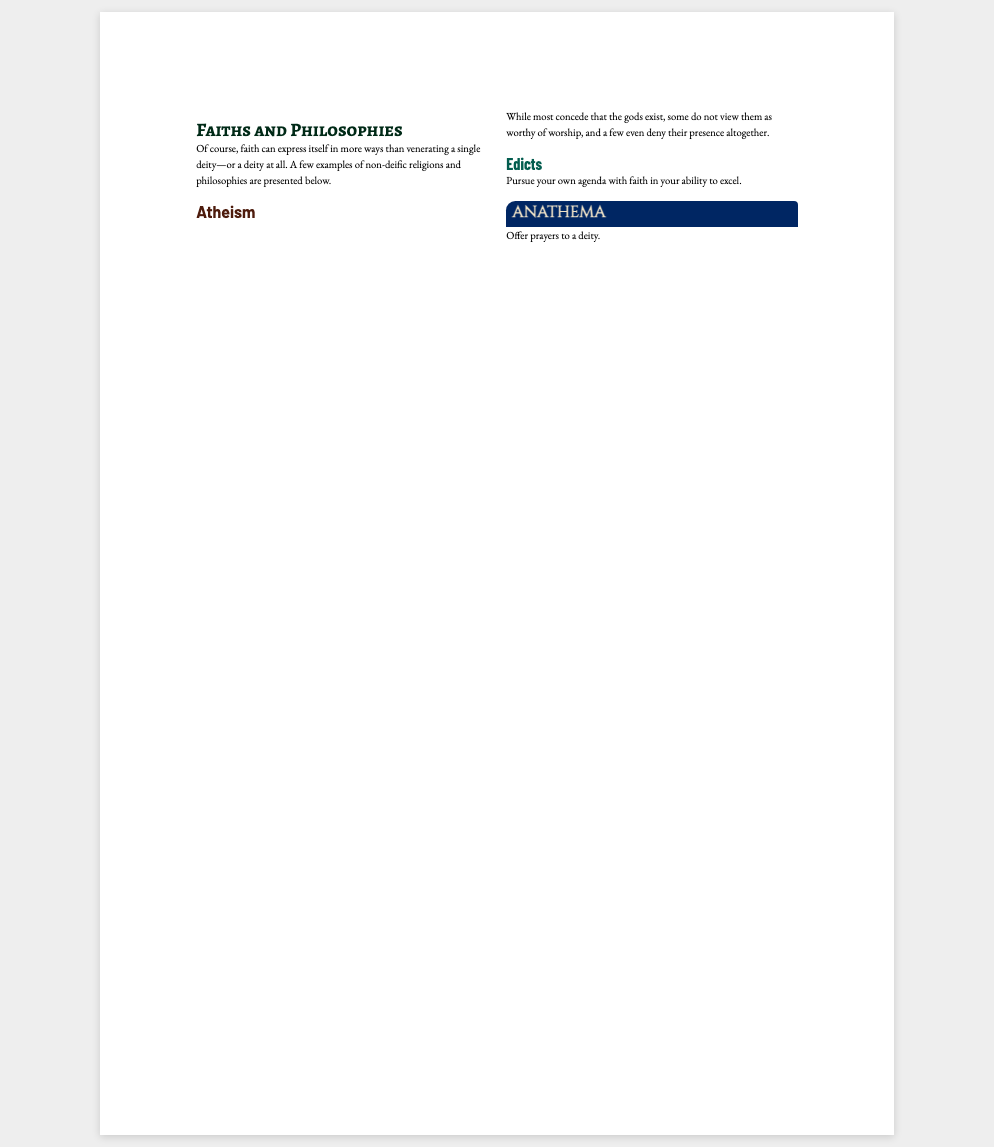 Faiths and Philosophies
Of course, faith can express itself in more ways than venerating a single
deity—or a deity at all. A few examples of non-deific religions and
philosophies are presented below.
Atheism
While most concede that the gods exist, some do not view them as
worthy of worship, and a few even deny their presence altogether.
Edicts
Pursue your own agenda with faith in your ability to excel.
ANATHEMA
Offer prayers to a deity.